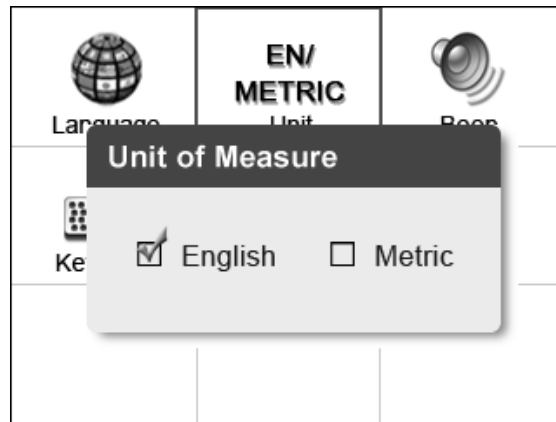 EN/
METRIC
Language
Unit
Beep
Unit of Measure
English
Metric